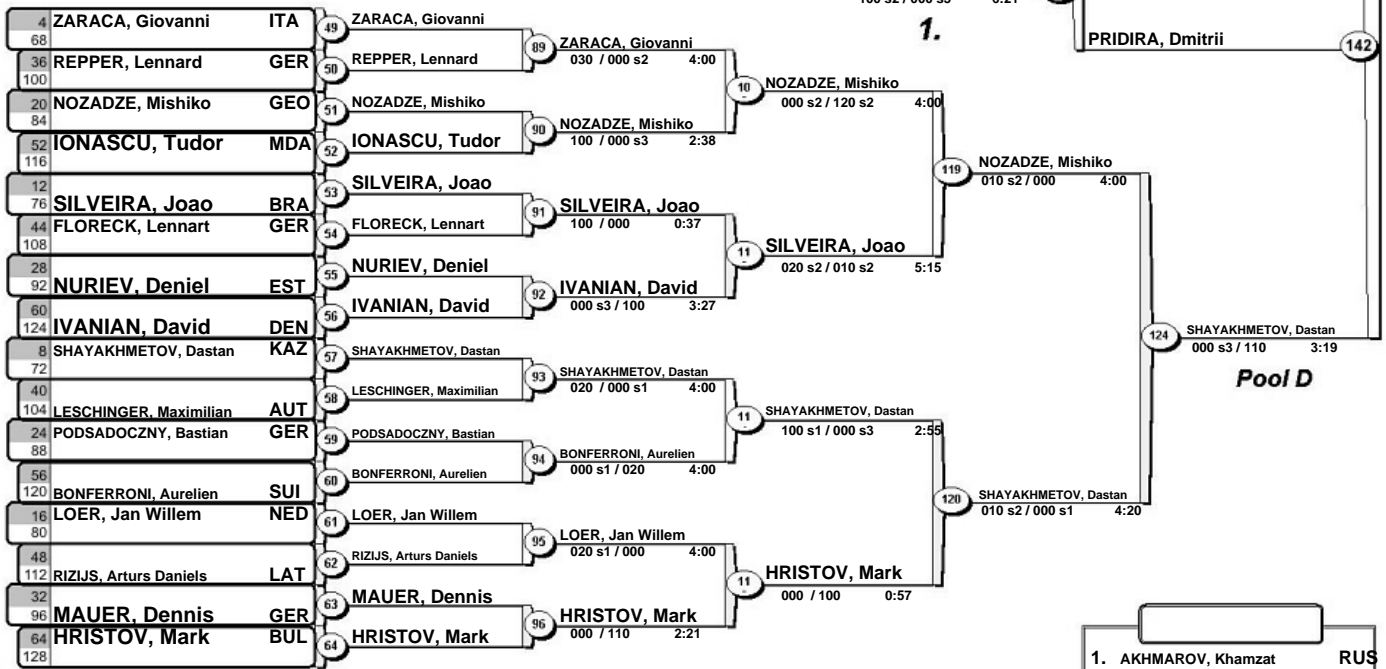 100 s2 / 000 s3 0:21
1.
PRIDIRA, Dmitrii
142
4 ZARACA, Giovanni ITA
68
36 REPPER, Lennard GER
100
20 NOZADZE, Mishiko GEO
84
52 IONASCU, Tudor MDA
116
12
76 SILVEIRA, Joao BRA
44 FLORECK, Lennart GER
108
28
92 NURIEV, Deniel EST
60
124 IVANIAN, David DEN
8 SHAYAKHMETOV, Dastan KAZ
72
40
104 LESCHINGER, Maximilian AUT
24 PODSADOCZNY, Bastian GER
88
56
120 BONFERRONI, Aurelien SUI
16 LOER, Jan Willem NED
80
48
112 RIZIJS, Arturs Daniels LAT
32
96 MAUER, Dennis GER
64 HRISTOV, Mark BUL
128
49 ZARACA, Giovanni
50 REPPER, Lennard
51 NOZADZE, Mishiko
52 IONASCU, Tudor
53 SILVEIRA, Joao
54 FLORECK, Lennart
55 NURIEV, Deniel
56 IVANIAN, David
57 SHAYAKHMETOV, Dastan
58 LESCHINGER, Maximilian
59 PODSADOCZNY, Bastian
60 BONFERRONI, Aurelien
61 LOER, Jan Willem
62 RIZIJS, Arturs Daniels
63 MAUER, Dennis
64 HRISTOV, Mark
89 ZARACA, Giovanni
030 / 000 s2 4:00
90 NOZADZE, Mishiko
100 / 000 s3 2:38
91 SILVEIRA, Joao
100 / 000 0:37
92 IVANIAN, David
000 s3 / 100 3:27
93 SHAYAKHMETOV, Dastan
020 / 000 s1 4:00
94 BONFERRONI, Aurelien
000 s1 / 020 4:00
95 LOER, Jan Willem
020 s1 / 000 4:00
96 HRISTOV, Mark
000 / 110 2:21
10 NOZADZE, Mishiko
000 s2 / 120 s2 4:00
11 SILVEIRA, Joao
020 s2 / 010 s2 5:15
11 SHAYAKHMETOV, Dastan
100 s1 / 000 s3 2:55
11 HRISTOV, Mark
000 / 100 0:57
119 NOZADZE, Mishiko
010 s2 / 000 4:00
120 SHAYAKHMETOV, Dastan
010 s2 / 000 s1 4:20
124 SHAYAKHMETOV, Dastan
000 s3 / 110 3:19
Pool D
1. AKHMAROV, Khamzat RUS